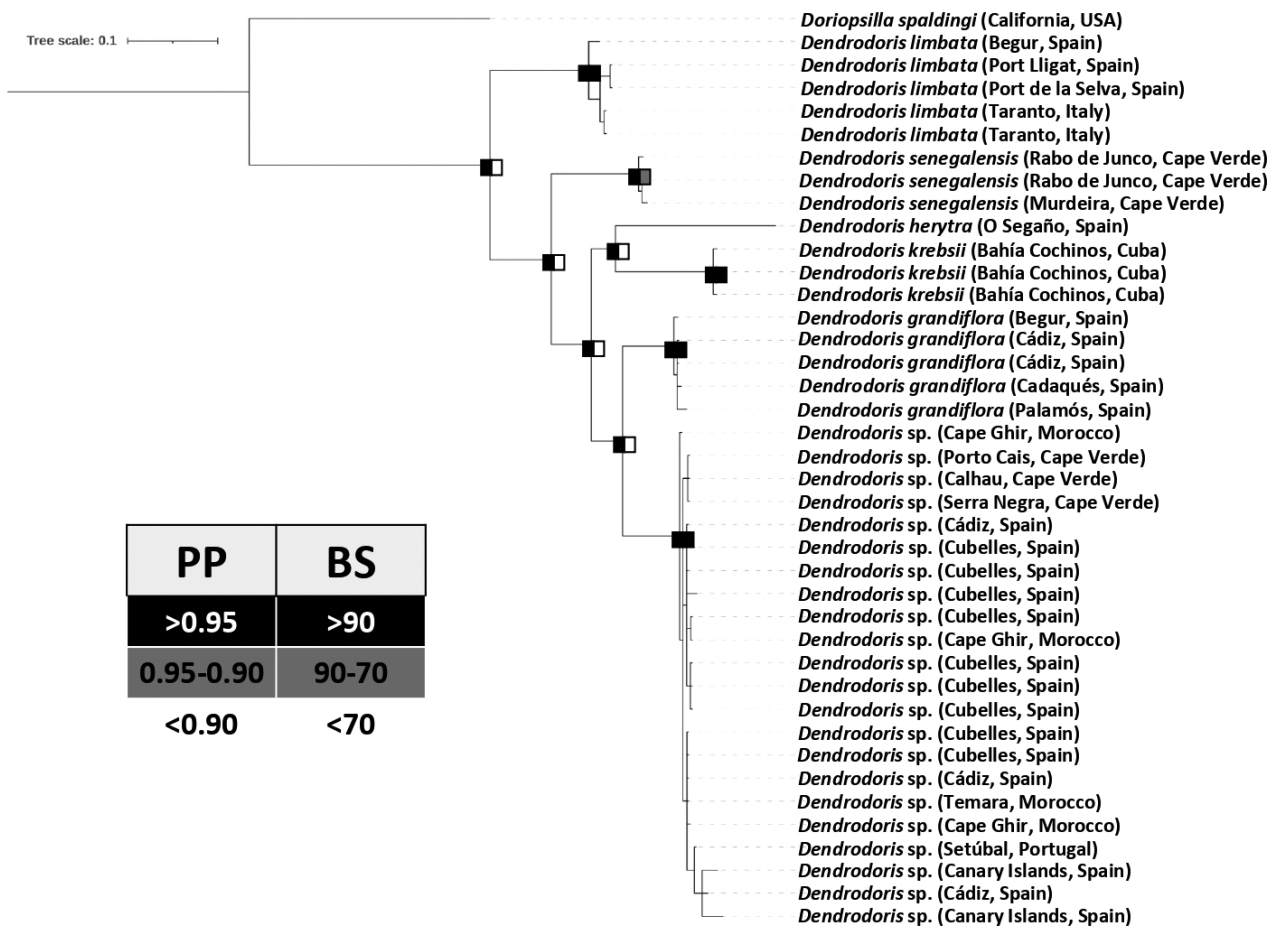 Doriopsilla spaldingi (California, USA)
Tree scale: 0.1
Dendrodoris limbata (Begur, Spain)
Dendrodoris limbata (Port Lligat, Spain)
Dendrodoris limbata (Port de la Selva, Spain)
Dendrodoris limbata (Taranto, Italy)
Dendrodoris limbata (Taranto, Italy)
Dendrodoris senegalensis (Rabo de Junco, Cape Verde)
Dendrodoris senegalensis (Rabo de Junco, Cape Verde)
Dendrodoris senegalensis (Murdeira, Cape Verde)
Dendrodoris herytra (O Segaño, Spain)
Dendrodoris krebsii (Bahía Cochinos, Cuba)
Dendrodoris krebsii (Bahía Cochinos, Cuba)
Dendrodoris krebsii (Bahía Cochinos, Cuba)
Dendrodoris grandiflora (Begur, Spain)
Dendrodoris grandiflora (Cádiz, Spain)
Dendrodoris grandiflora (Cádiz, Spain)
Dendrodoris grandiflora (Cadaqués, Spain)
Dendrodoris grandiflora (Palamós, Spain)
Dendrodoris sp. (Cape Ghir, Morocco)
Dendrodoris sp. (Porto Cais, Cape Verde)
Dendrodoris sp. (Calhau, Cape Verde)
Dendrodoris sp. (Serra Negra, Cape Verde)
Dendrodoris sp. (Cádiz, Spain)
Dendrodoris sp. (Cubelles, Spain)
Dendrodoris sp. (Cubelles, Spain)
Dendrodoris sp. (Cubelles, Spain)
Dendrodoris sp. (Cubelles, Spain)
Dendrodoris sp. (Cape Ghir, Morocco)
Dendrodoris sp. (Cubelles, Spain)
Dendrodoris sp. (Cubelles, Spain)
Dendrodoris sp. (Cubelles, Spain)
Dendrodoris sp. (Cubelles, Spain)
Dendrodoris sp. (Cubelles, Spain)
Dendrodoris sp. (Cádiz, Spain)
Dendrodoris sp. (Temara, Morocco)
Dendrodoris sp. (Cape Ghir, Morocco)
Dendrodoris sp. (Setúbal, Portugal)
Dendrodoris sp. (Canary Islands, Spain)
Dendrodoris sp. (Cádiz, Spain)
Dendrodoris sp. (Canary Islands, Spain)
PP BS
>0.95 >90
0.95-0.90 90-70
<0.90 <70